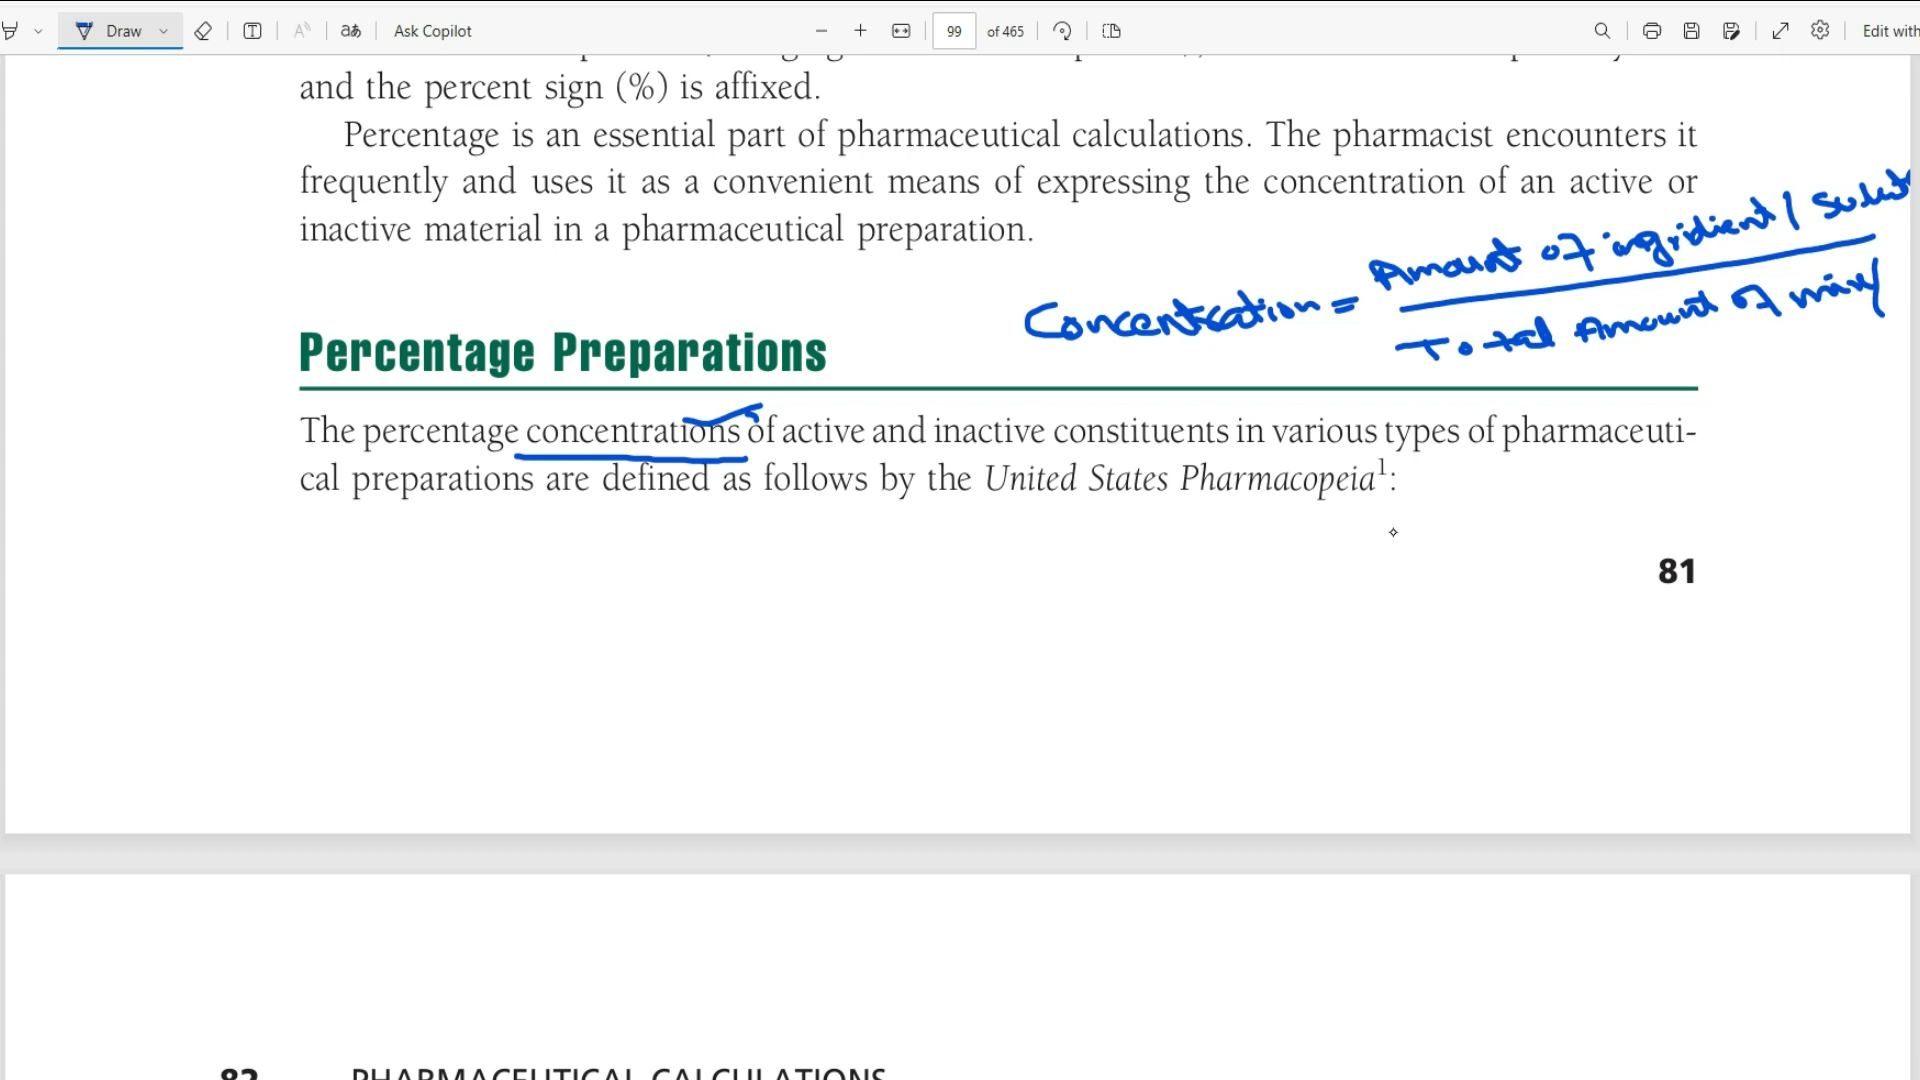 Draw
Ask Copilot
99 of 465
Edit with
and the percent sign (%) is affixed.
Percentage is an essential part of pharmaceutical calculations. The pharmacist encounters it
frequently and uses it as a convenient means of expressing the concentration of an active or
inactive material in a pharmaceutical preparation.
Concentration = Amount of ingridient /
Total Amount of
Percentage Preparations
The percentage concentrations of active and inactive constituents in various types of pharmaceuti-
cal preparations are defined as follows by the United States Pharmacopeia¹:
81
82 PHARMACEUTICAL CALCULATIONS